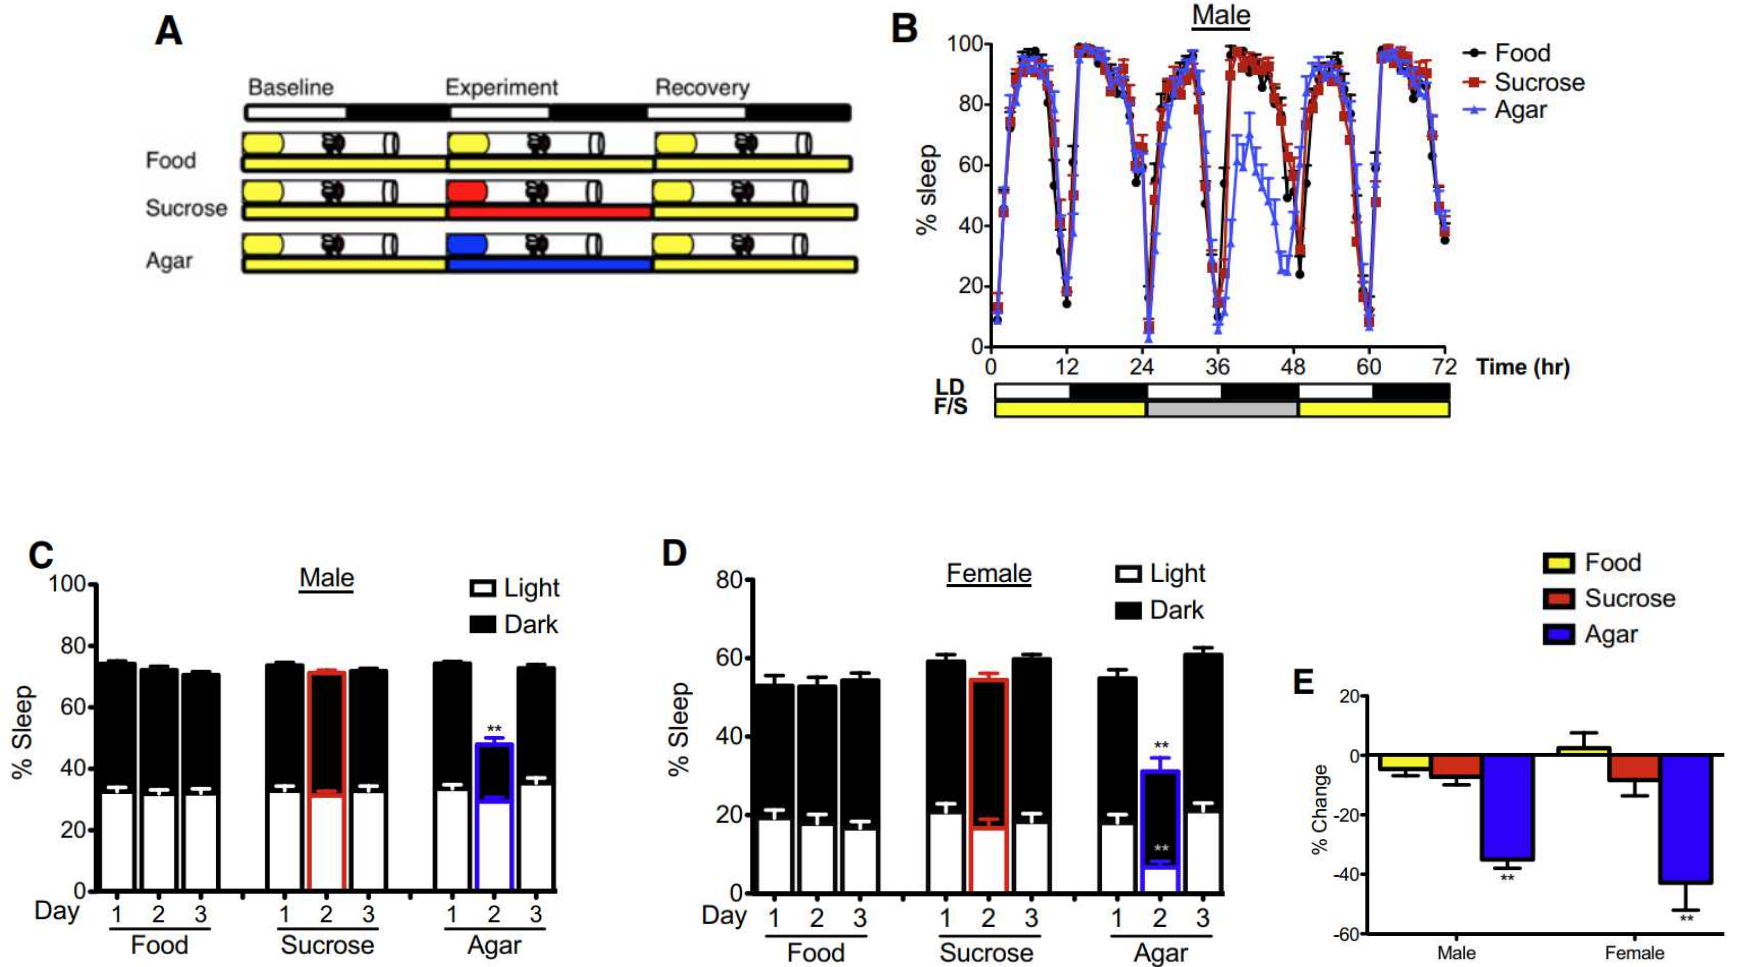 A
Baseline Experiment Recovery
Food
Sucrose
Agar
B
Male
% sleep
100
80
60
40
20
0
0 12 24 36 48 60 72 Time (hr)
LD
F/S
Food
Sucrose
Agar
C
Male
Light
Dark
% Sleep
100
80
60
40
20
0
**
Day 1 2 3 1 2 3 1 2 3
Food Sucrose Agar
D
Female
Light
Dark
% Sleep
80
60
40
20
0
**
**
Day 1 2 3 1 2 3 1 2 3
Food Sucrose Agar
Food
Sucrose
Agar
E
% Change
20
0
-20
-40
-60
**
**
Male Female